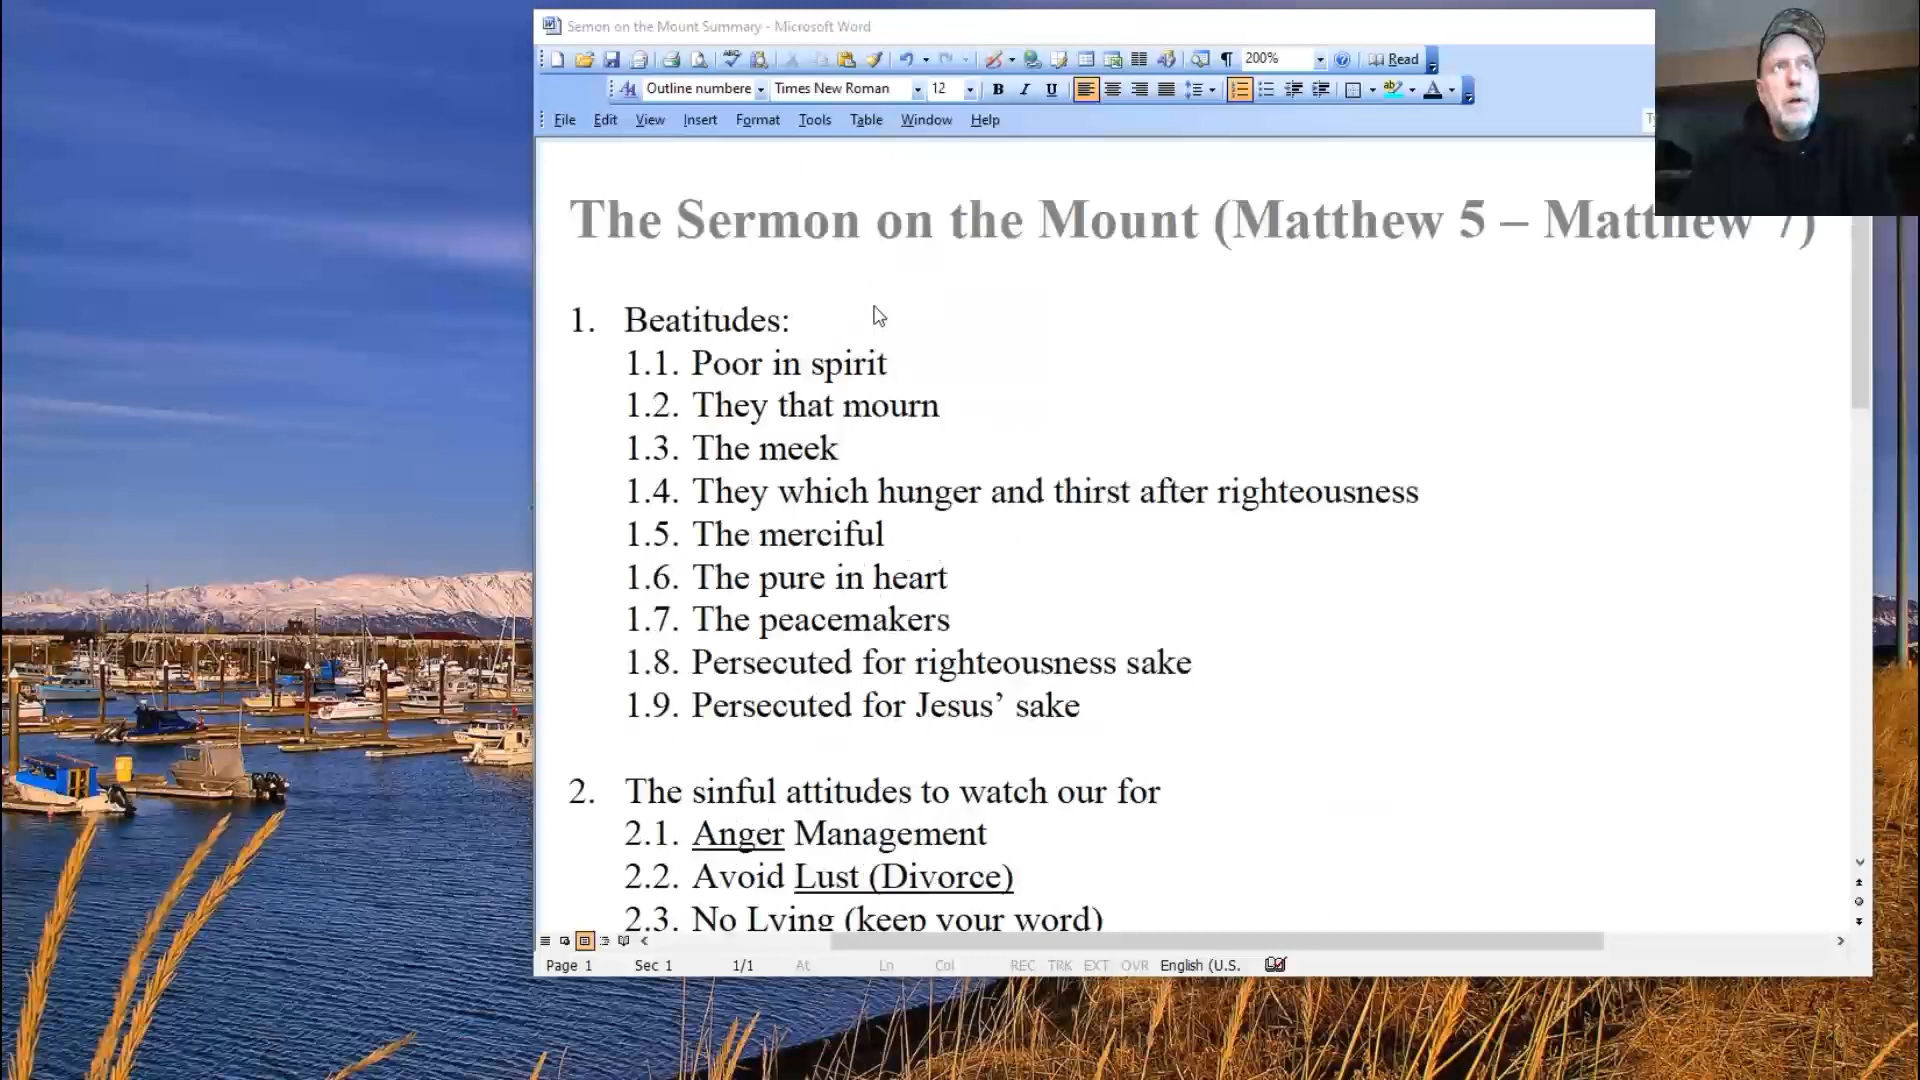 Semon on the Mount Summary - Microsoft Word
200%
Read
Outline numbere
Times New Roman
12
B I U
File Edit View Insert Format Tools Table Window Help
The Sermon on the Mount (Matthew 5 – Matthew 7)
1. Beatitudes:
1.1. Poor in spirit
1.2. They that mourn
1.3. The meek
1.4. They which hunger and thirst after righteousness
1.5. The merciful
1.6. The pure in heart
1.7. The peacemakers
1.8. Persecuted for righteousness sake
1.9. Persecuted for Jesus’ sake
2. The sinful attitudes to watch our for
2.1. Anger Management
2.2. Avoid Lust (Divorce)
2.3. No Lying (keep your word)
Page 1 Sec 1 1/1 At Ln Col REC TRK EXT OVR English (U.S.